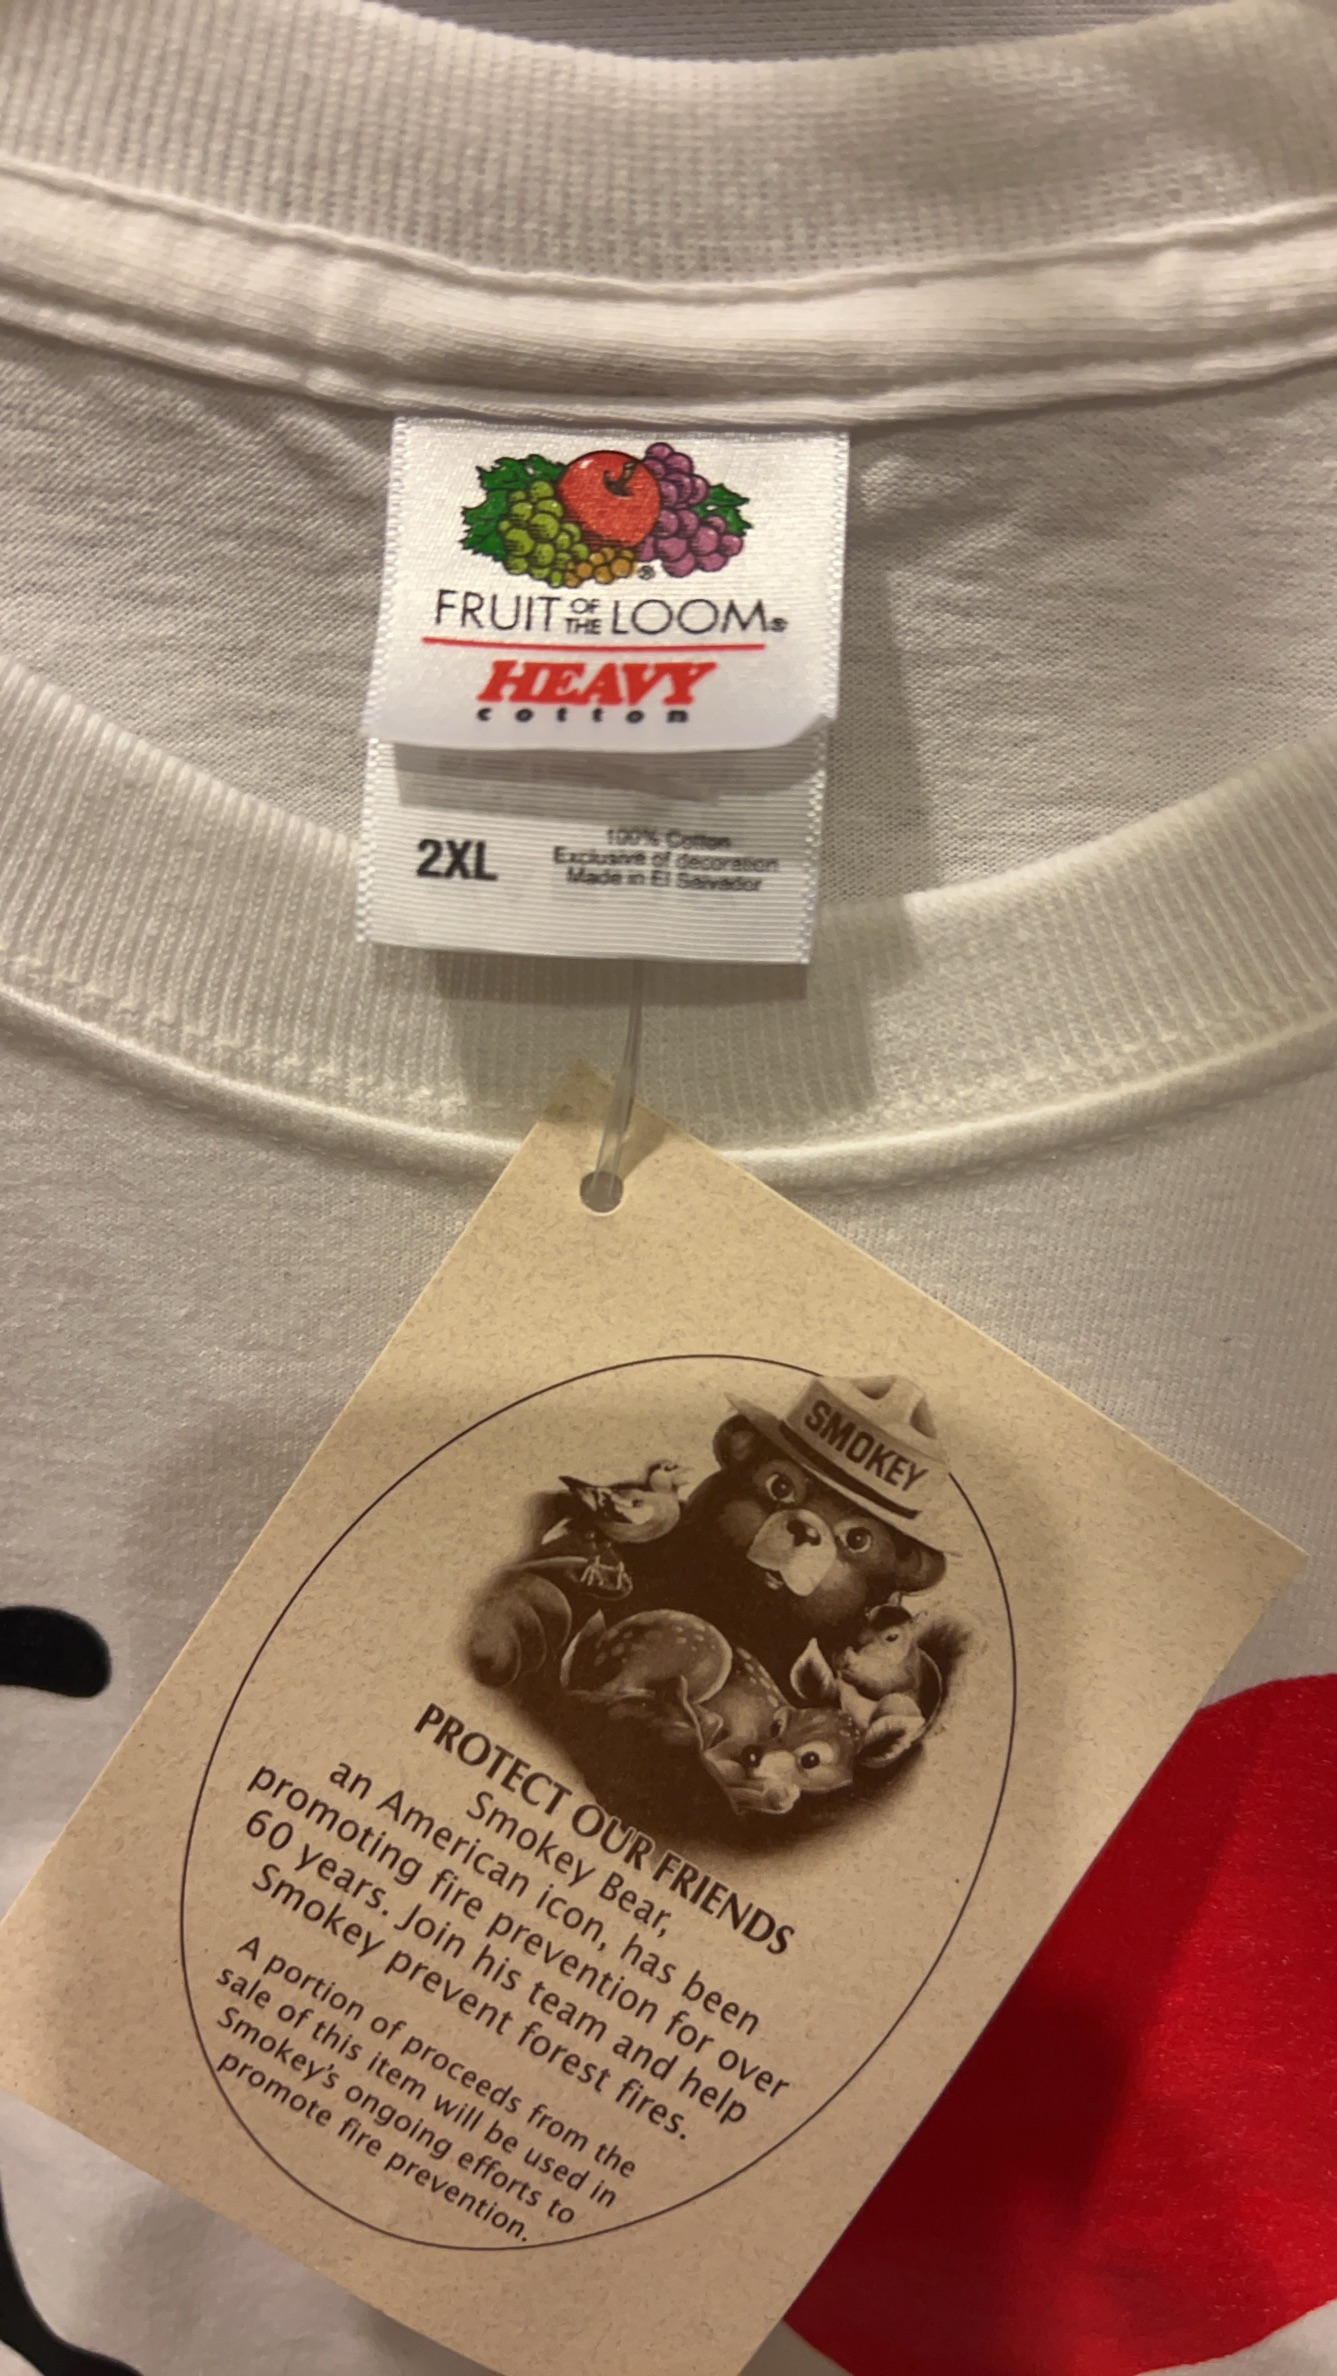 FRUIT OF THE LOOM®
HEAVY
cotton
2XL
100% Cotton
Exclusive of decoration
Made in El Salvador
SMOKEY
PROTECT OUR FRIENDS
Smokey Bear,
an American icon, has been
promoting fire prevention for over
60 years. Join his team and help
Smokey prevent forest fires.
A portion of proceeds from the
sale of this item will be used in
Smokey's ongoing efforts to
promote fire prevention.